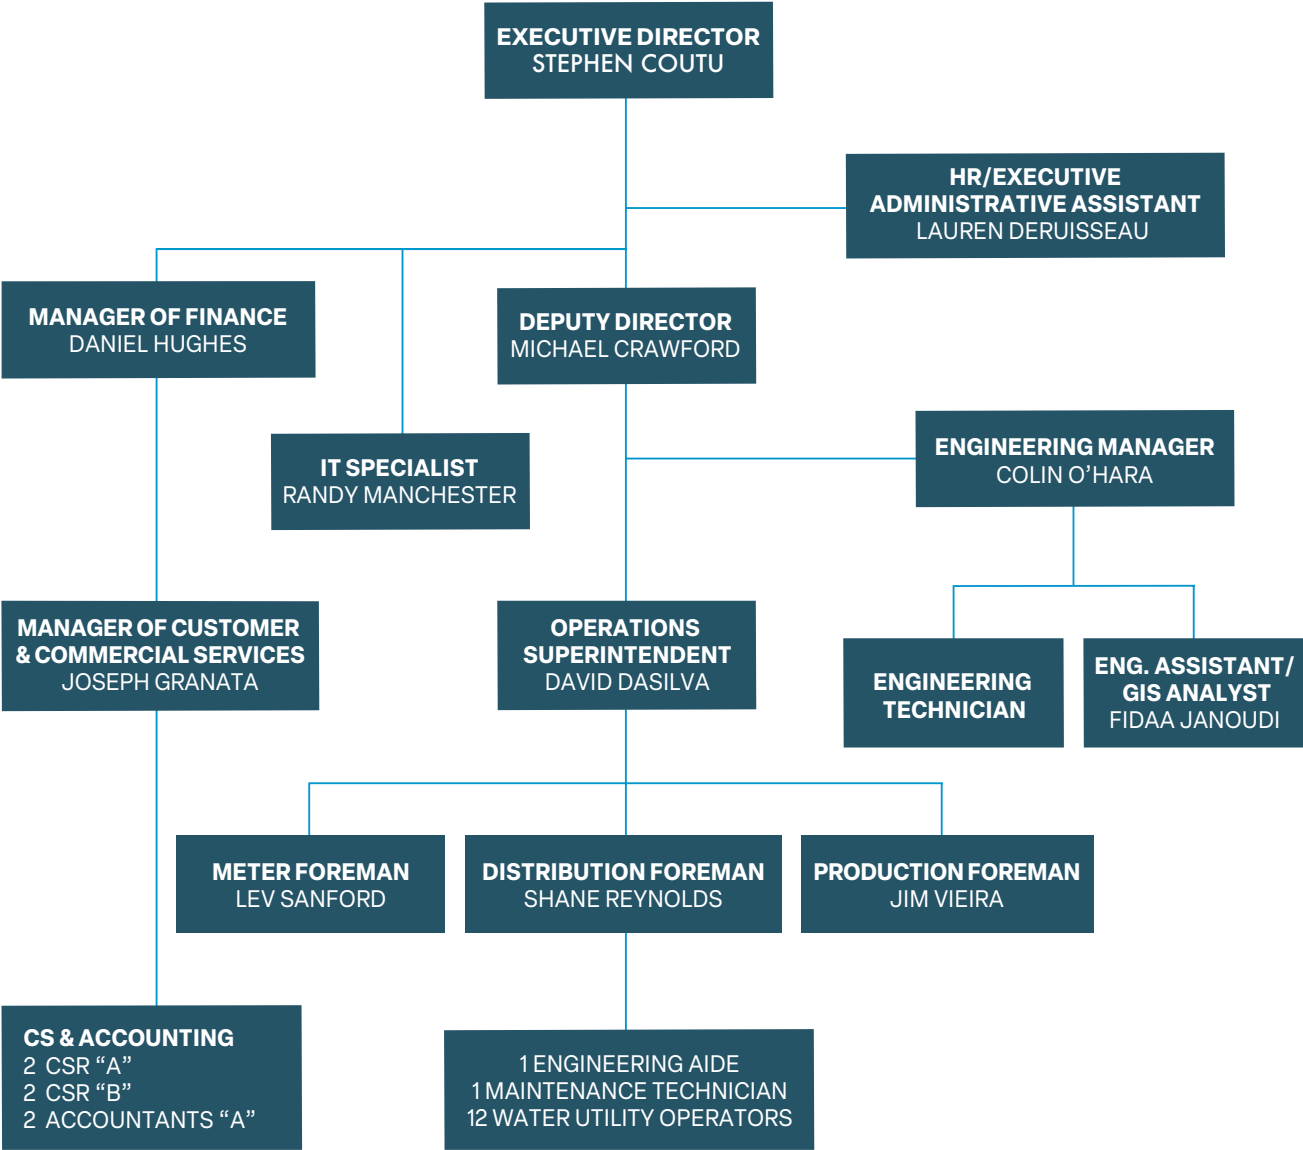 EXECUTIVE DIRECTOR
STEPHEN COUTU
HR/EXECUTIVE
ADMINISTRATIVE ASSISTANT
LAUREN DERUISSEAU
MANAGER OF FINANCE
DANIEL HUGHES
DEPUTY DIRECTOR
MICHAEL CRAWFORD
IT SPECIALIST
RANDY MANCHESTER
ENGINEERING MANAGER
COLIN O’HARA
MANAGER OF CUSTOMER
& COMMERCIAL SERVICES
JOSEPH GRANATA
OPERATIONS
SUPERINTENDENT
DAVID DASILVA
ENGINEERING
TECHNICIAN
ENG. ASSISTANT/
GIS ANALYST
FIDAA JANOUDI
METER FOREMAN
LEV SANFORD
DISTRIBUTION FOREMAN
SHANE REYNOLDS
PRODUCTION FOREMAN
JIM VIEIRA
CS & ACCOUNTING
2 CSR “A”
2 CSR “B”
2 ACCOUNTANTS “A”
1 ENGINEERING AIDE
1 MAINTENANCE TECHNICIAN
12 WATER UTILITY OPERATORS